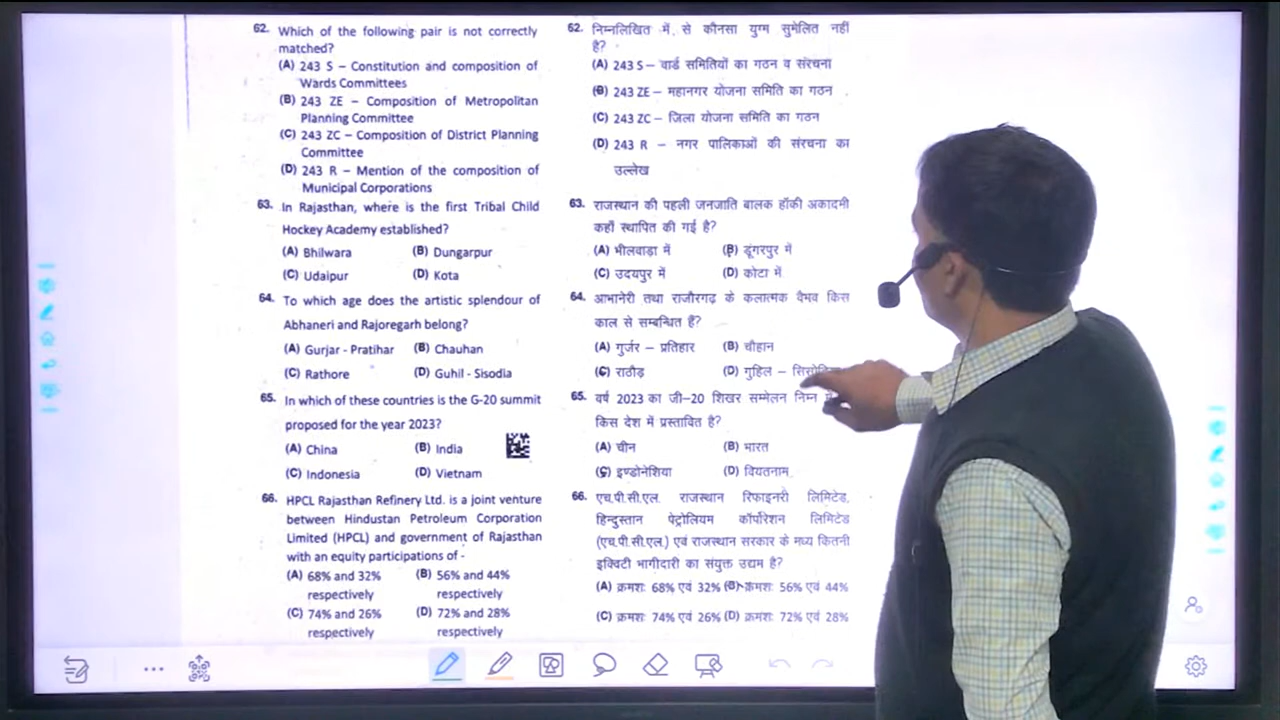 62. Which of the following pair is not correctly
matched?
(A) 243 S – Constitution and composition of
Wards Committees
(B) 243 ZE – Composition of Metropolitan
Planning Committee
(C) 243 ZC – Composition of District Planning
Committee
(D) 243 R – Mention of the composition of
Municipal Corporations
63. In Rajasthan, where is the first Tribal Child
Hockey Academy established?
(A) Bhilwara (B) Dungarpur
(C) Udaipur (D) Kota
64. To which age does the artistic splendour of
Abhaneri and Rajoregarh belong?
(A) Gurjar - Pratihar (B) Chauhan
(C) Rathore (D) Guhil - Sisodia
65. In which of these countries is the G-20 summit
proposed for the year 2023?
(A) China (B) India
(C) Indonesia (D) Vietnam
66. HPCL Rajasthan Refinery Ltd. is a joint venture
between Hindustan Petroleum Corporation
Limited (HPCL) and government of Rajasthan
with an equity participations of -
(A) 68% and 32% (B) 56% and 44%
respectively respectively
(C) 74% and 26% (D) 72% and 28%
respectively respectively
62. निम्नलिखित में से कौनसा युग्म सुमेलित नहीं
है?
(A) 243 S – वार्ड समितियों का गठन व संरचना
(B) 243 ZE – महानगर योजना समिति का गठन
(C) 243 ZC – जिला योजना समिति का गठन
(D) 243 R – नगर पालिकाओं की संरचना का
उल्लेख
63. राजस्थान की पहली जनजाति बालक हॉकी अकादमी
कहाँ स्थापित की गई है?
(A) भीलवाड़ा में (B) डूंगरपुर में
(C) उदयपुर में (D) कोटा में
64. आभानेरी तथा राजौरगढ़ के कलात्मक वैभव किस
काल से सम्बन्धित हैं?
(A) गुर्जर – प्रतिहार (B) चौहान
(C) राठौड़ (D) गुहिल –
65. वर्ष 2023 का जी–20 शिखर सम्मेलन निम्न
किस देश में प्रस्तावित है?
(A) चीन (B) भारत
(C) इण्डोनेशिया (D) वियतनाम
66. एच.पी.सी.एल. राजस्थान रिफाइनरी लिमिटेड,
हिन्दुस्तान पेट्रोलियम कॉर्पोरेशन लिमिटेड
(एच.पी.सी.एल.) एवं राजस्थान सरकार के मध्य कितनी
इक्विटी भागीदारी का संयुक्त उद्यम है?
(A) क्रमशः 68% एवं 32% (B) क्रमशः 56% एवं 44%
(C) क्रमशः 74% एवं 26% (D) क्रमशः 72% एवं 28%